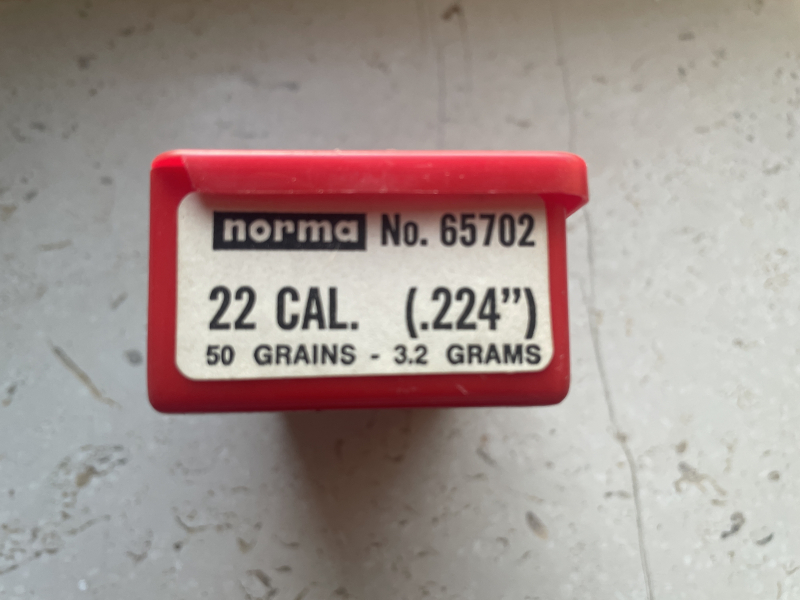 norma No. 65702
22 CAL. (.224")
50 GRAINS - 3.2 GRAMS